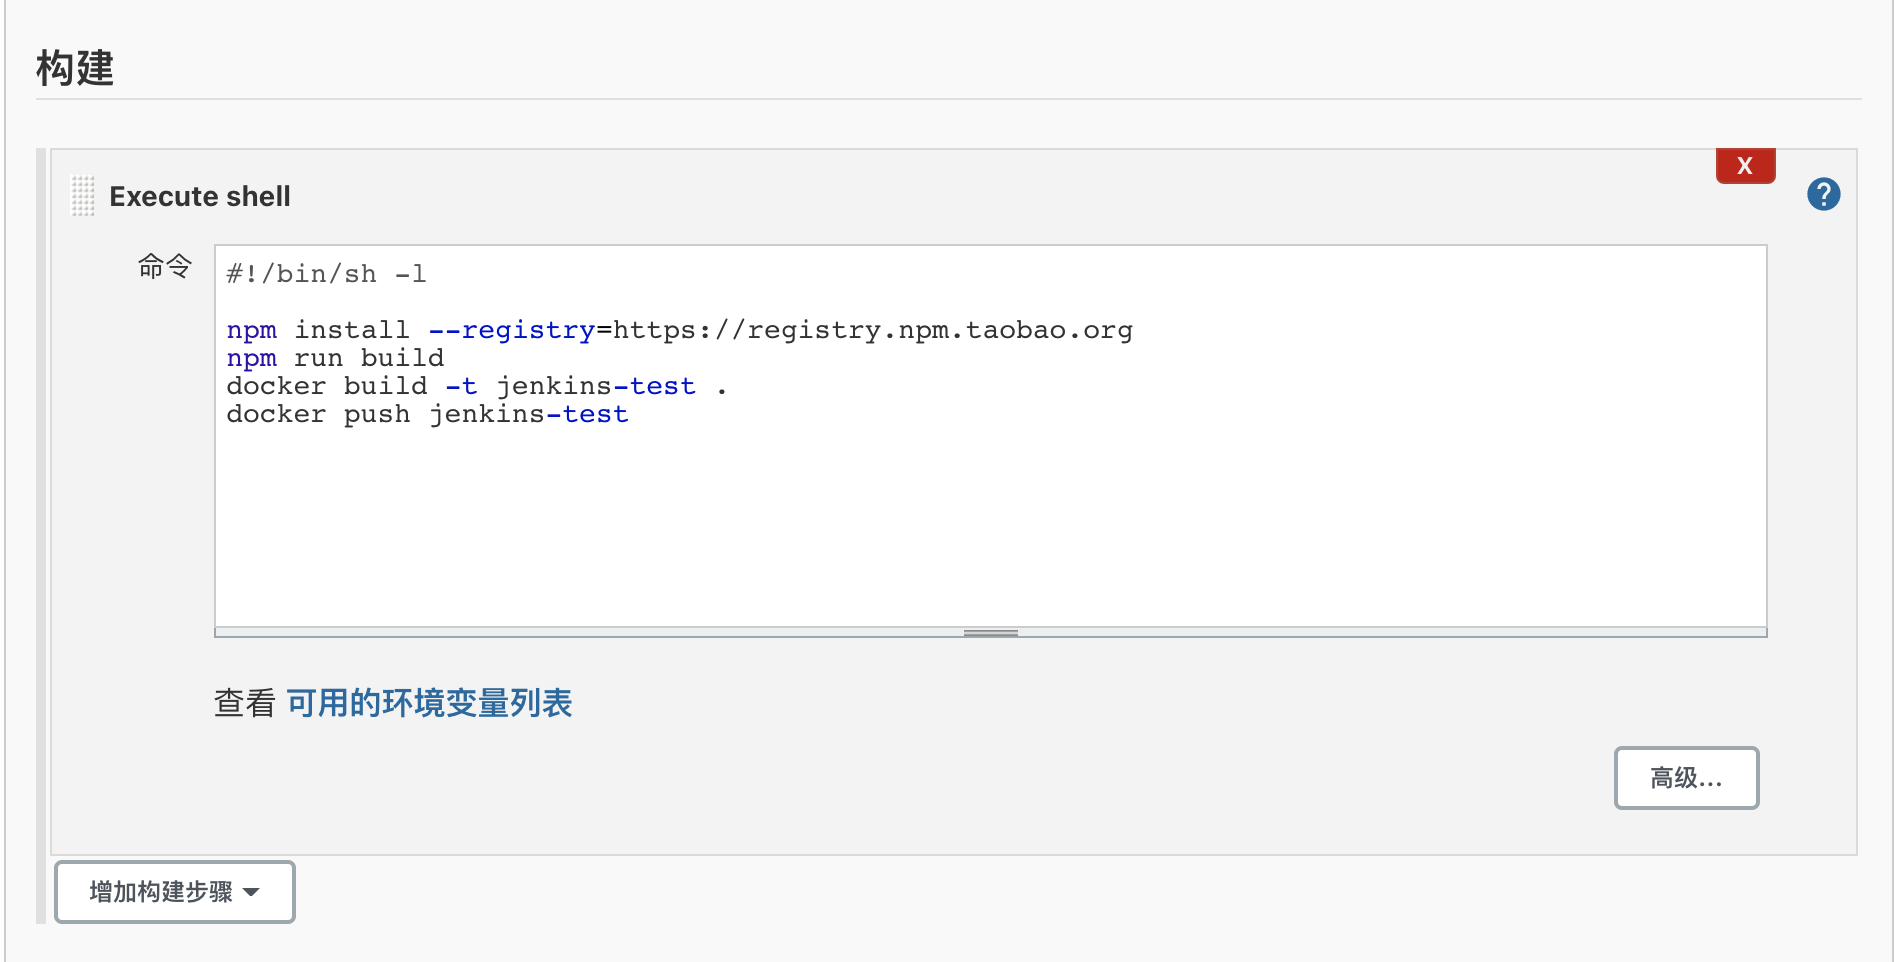 构建
X
Execute shell
?
命令
#!/bin/sh -l
npm install --registry=https://registry.npm.taobao.org
npm run build
docker build -t jenkins-test .
docker push jenkins-test
查看 可用的环境变量列表
高级...
增加构建步骤